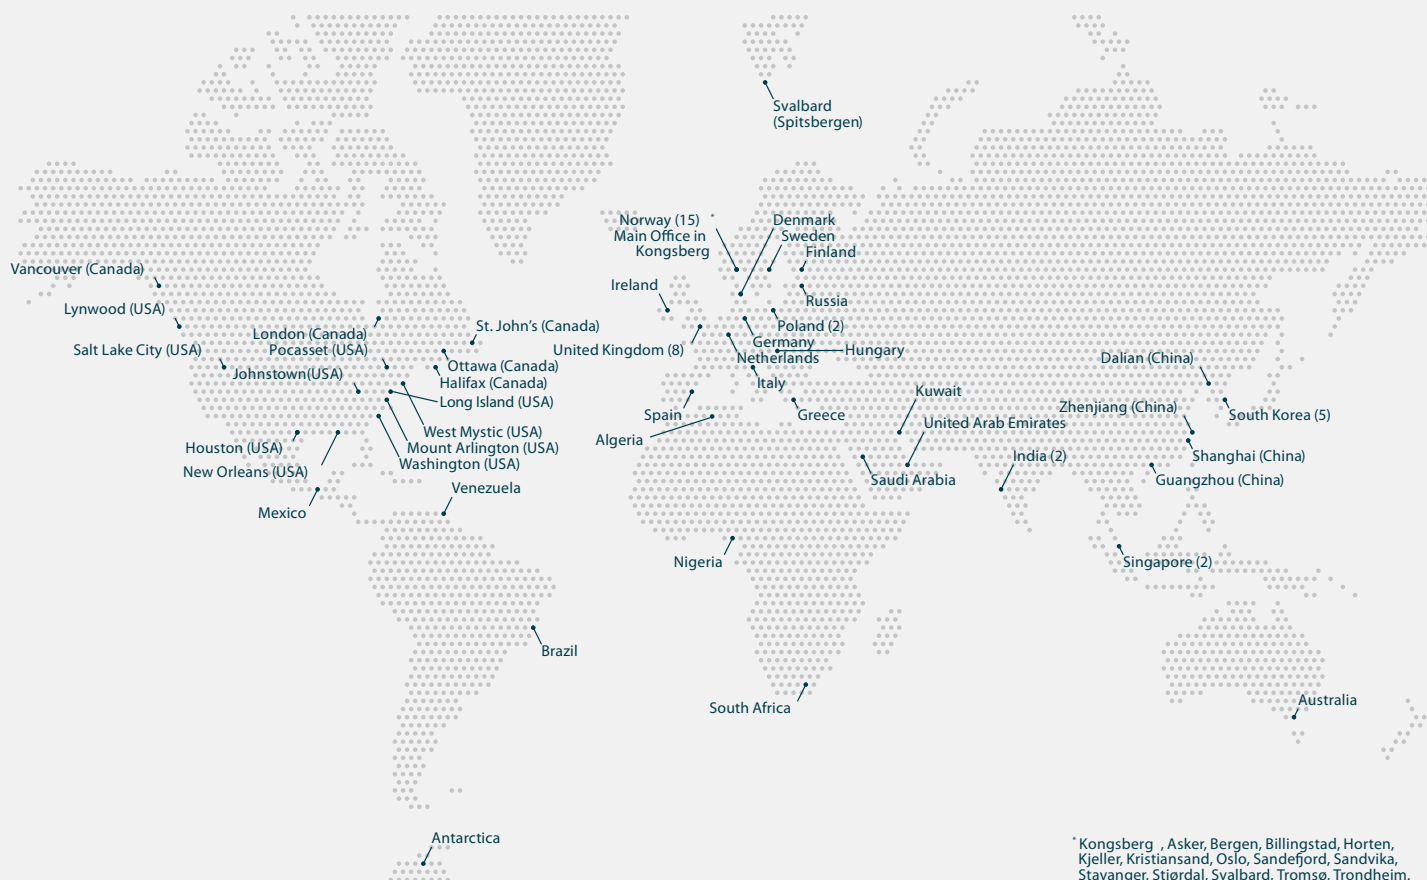 Svalbard
(Spitsbergen)
Norway (15) *
Main Office in
Kongsberg
Denmark
Sweden
Finland
Vancouver (Canada)
Ireland
Russia
Lynwood (USA)
London (Canada)
St. John's (Canada)
Poland (2)
Germany
Salt Lake City (USA)
Pocasset (USA)
United Kingdom (8)
Netherlands
Hungary
Dalian (China)
Johnstown(USA)
Ottawa (Canada)
Halifax (Canada)
Italy
Long Island (USA)
Kuwait
Spain
Greece
Zhenjiang (China)
South Korea (5)
United Arab Emirates
Algeria
West Mystic (USA)
Houston (USA)
Mount Arlington (USA)
Washington (USA)
New Orleans (USA)
India (2)
Shanghai (China)
Saudi Arabia
Guangzhou (China)
Venezuela
Mexico
Nigeria
Singapore (2)
Brazil
South Africa
Australia
Antarctica
* Kongsberg , Asker, Bergen, Billingstad, Horten,
Kjeller, Kristiansand, Oslo, Sandefjord, Sandvika,
Stavanger, Stjørdal, Svalbard, Tromsø, Trondheim.